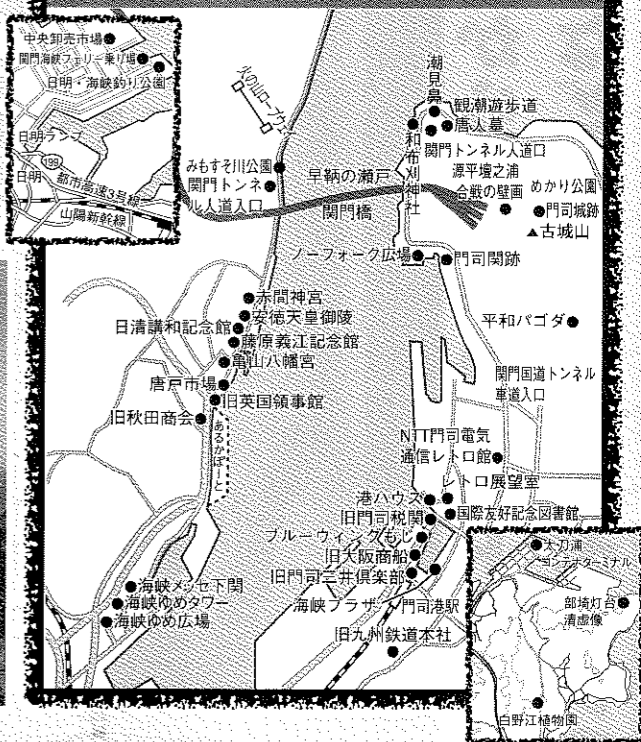 中央卸売市場
関門海峡フェリー乗り場
日明・海峡釣り公園
日明ランプ
199
日明
都市高速3号線
山陽新幹線
火の山ロープウェイ
みもすそ川公園
関門トンネ
ル人道入口
早鞆の瀬戸
関門橋
潮見鼻
観潮遊歩道
唐人墓
和布刈神社
関門トンネル人道口
源平壇之浦
合戦の壁画
めかり公園
門司城跡
▲古城山
ノーフォーク広場
門司関跡
赤間神宮
安徳天皇御陵
日清講和記念館
藤原義江記念館
亀山八幡宮
唐戸市場
旧英国領事館
旧秋田商会
あるかぽーと
平和パゴダ
関門国道トンネル
車道入口
NTT門司電気
通信レトロ館
レトロ展望室
港ハウス
国際友好記念図書館
旧門司税関
ブルーウィングもじ
旧大阪商船
旧門司三井倶楽部
海峡プラザ
門司港駅
旧九州鉄道本社
海峡メッセ下関
海峡ゆめタワー
海峡ゆめ広場
太刀浦
コンテナターミナル
部埼灯台
清虚像
白野江植物園